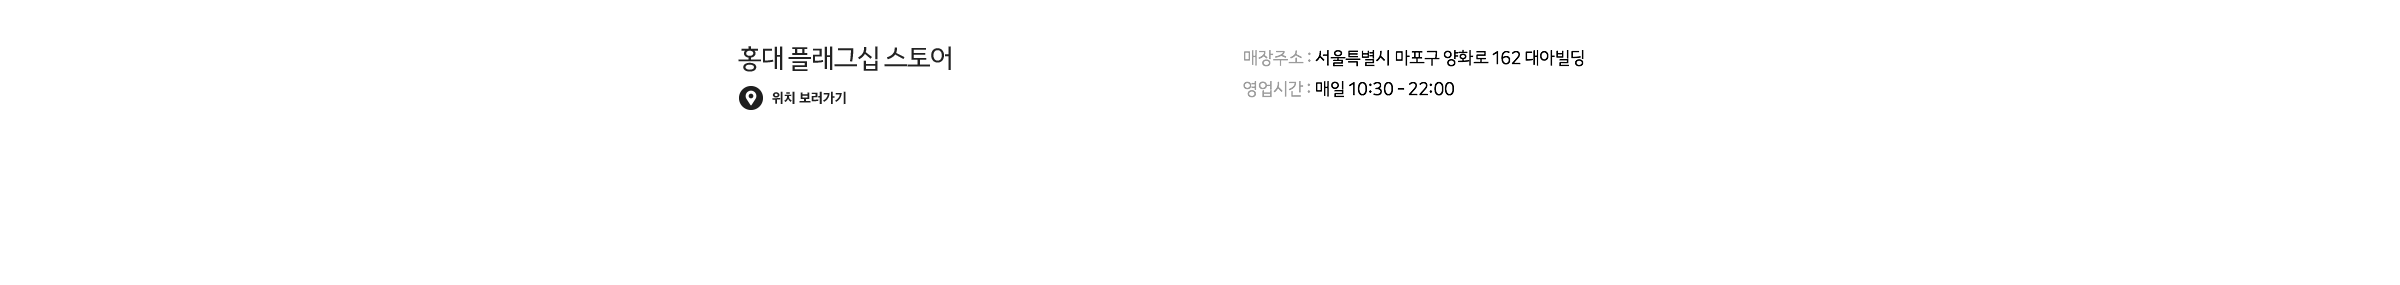 홍대 플래그십 스토어
위치 보러가기
매장주소 : 서울특별시 마포구 양화로 162 대아빌딩
영업시간 : 매일 10:30 - 22:00